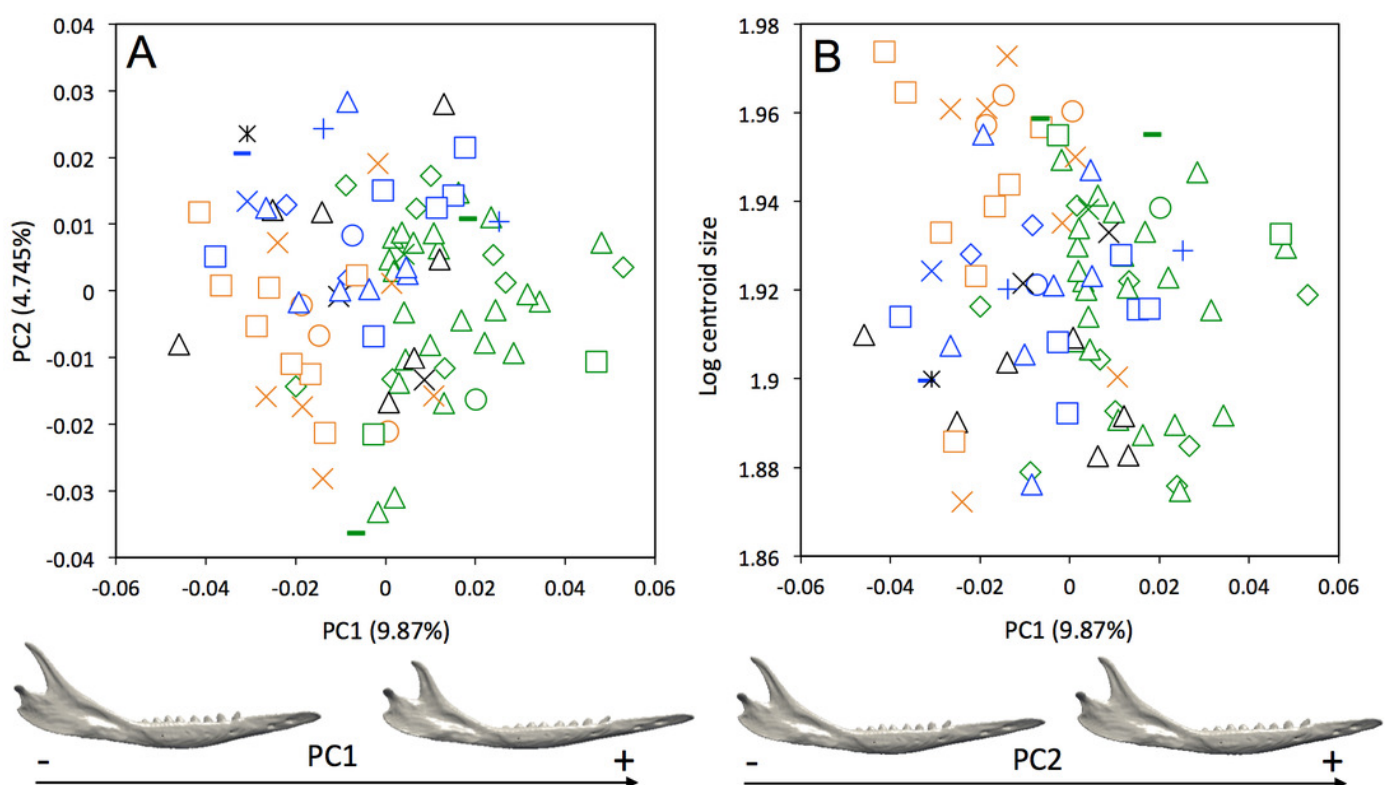 A
PC2 (4.745%)
0.04
0.03
0.02
0.01
0
-0.01
-0.02
-0.03
-0.04
-0.06 -0.04 -0.02 0 0.02 0.04 0.06
PC1 (9.87%)
B
Log centroid size
1.98
1.96
1.94
1.92
1.9
1.88
1.86
-0.06 -0.04 -0.02 0 0.02 0.04 0.06
PC1 (9.87%)
- PC1 +
- PC2 +